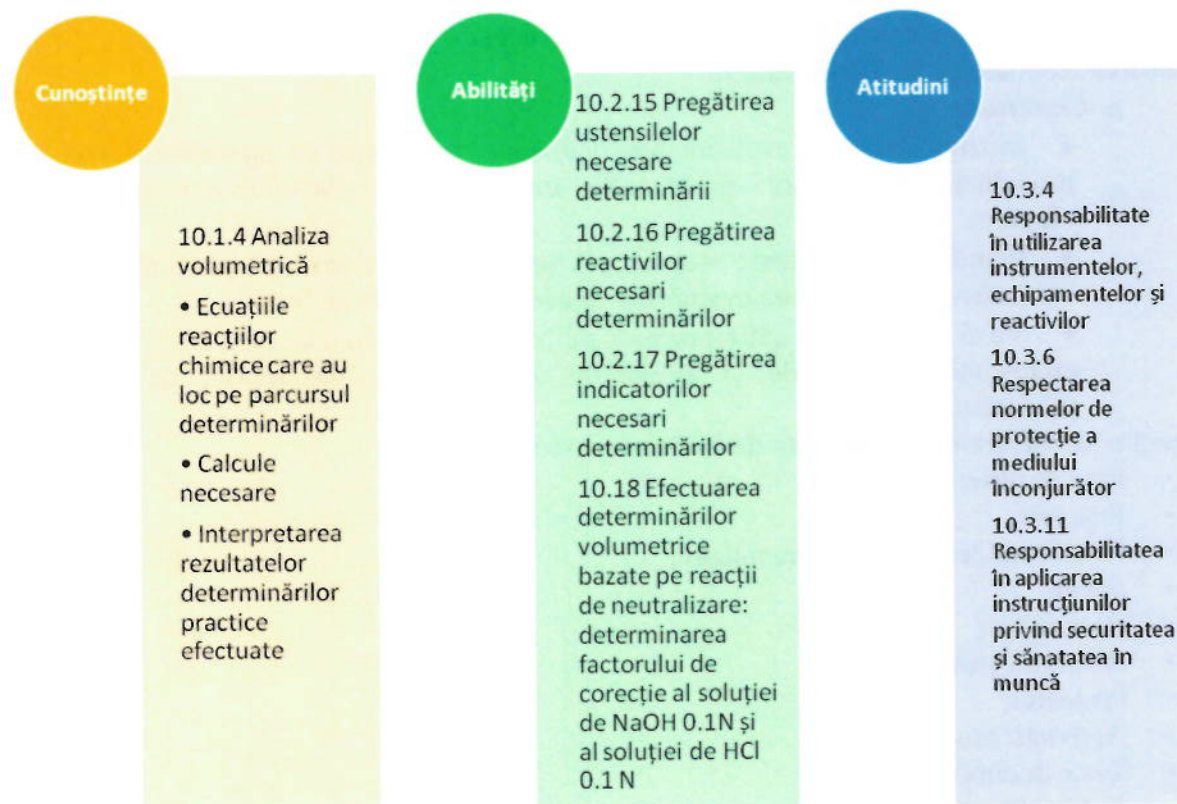 Cunoștințe
10.1.4 Analiza
volumetrică
• Ecuațiile
reacțiilor
chimice care au
loc pe parcursul
determinărilor
• Calcule
necesare
• Interpretarea
rezultatelor
determinărilor
practice
efectuate
Abilități
10.2.15 Pregătirea
ustensilelor
necesare
determinării
10.2.16 Pregătirea
reactivilor
necesari
determinărilor
10.2.17 Pregătirea
indicatorilor
necesari
determinărilor
10.18 Efectuarea
determinărilor
volumetrice
bazate pe reacții
de neutralizare:
determinarea
factorului de
corecție al soluției
de NaOH 0.1N și
al soluției de HCl
0.1 N
Atitudini
10.3.4
Responsabilitate
în utilizarea
instrumentelor,
echipamentelor și
reactivilor
10.3.6
Respectarea
normelor de
protecție a
mediului
înconjurător
10.3.11
Responsabilitatea
în aplicarea
instrucțiunilor
privind securitatea
și sănatatea în
muncă